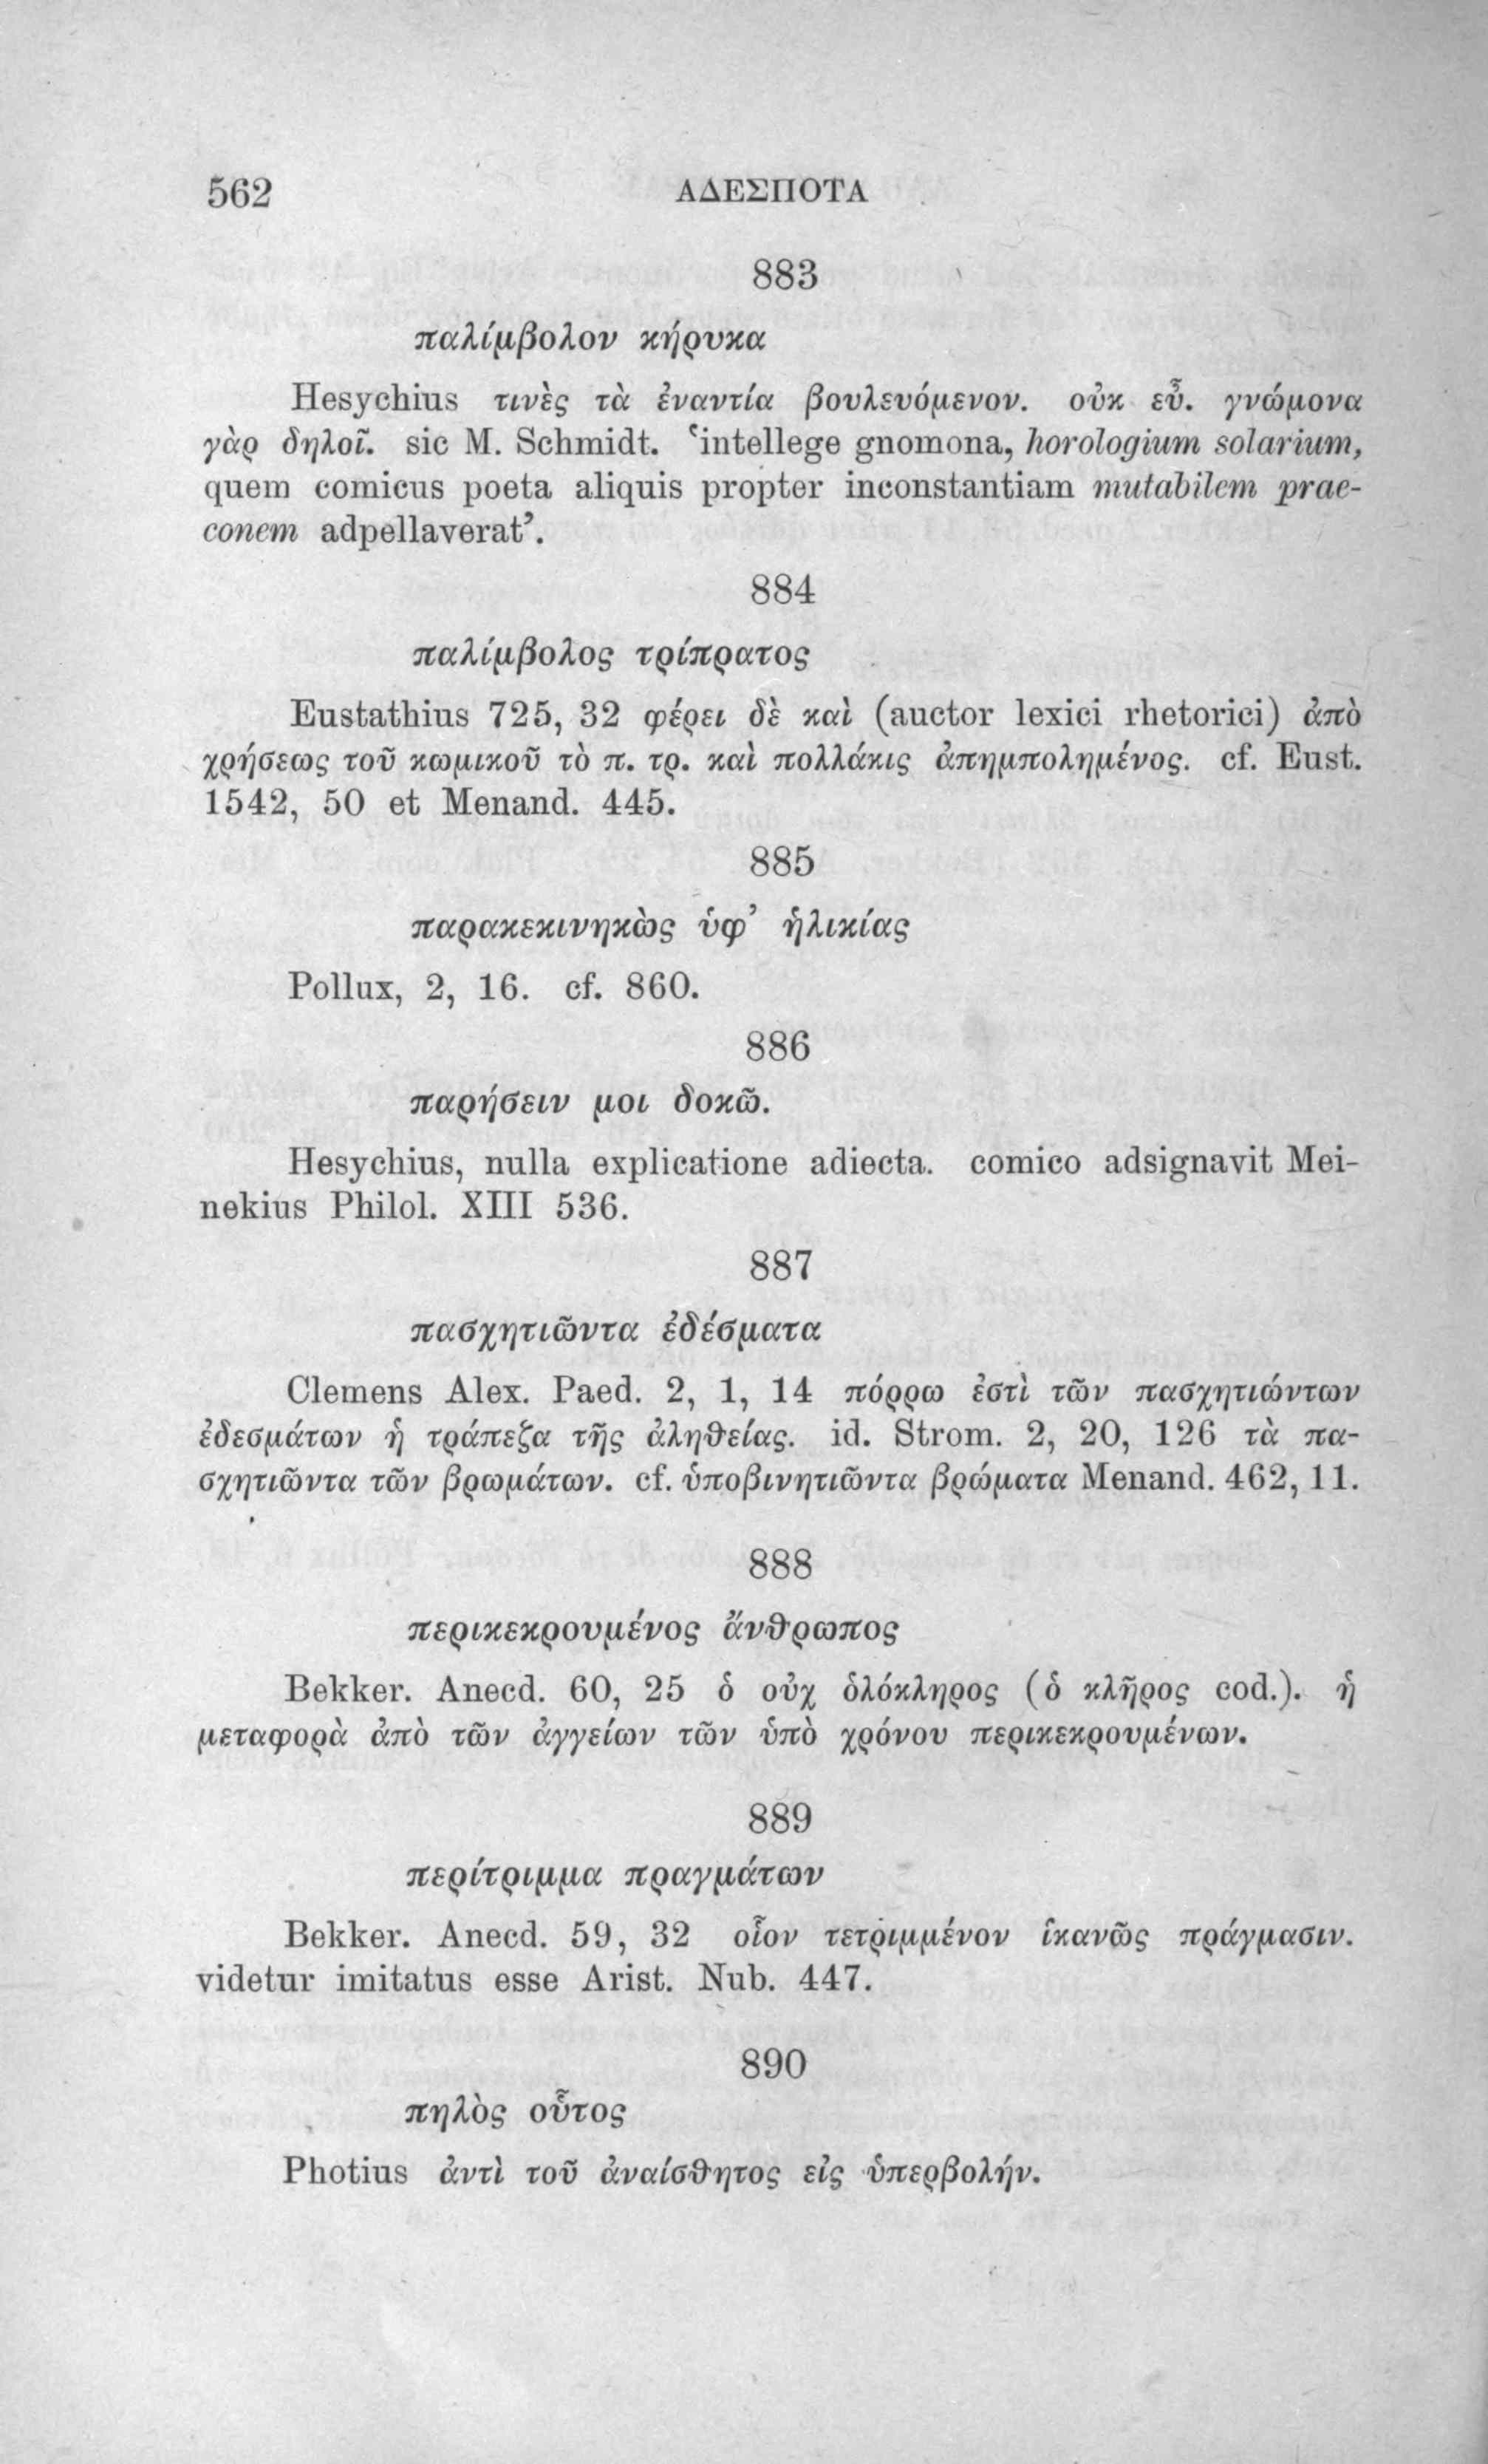 562 ΑΔΕΣΠΟΤΑ
883
παλίμβολον κήρυκα
Hesychius τινὲς τὰ ἐναντία βουλευόμενον. οὐκ εὖ. γνώμονα
γὰρ δηλοῖ. sic M. Schmidt. ‘intellege gnomona, horologium solarium,
quem comicus poeta aliquis propter inconstantiam mutabilem prae-
conem adpellaverat’.
884
παλίμβολος τρίπρατος
Eustathius 725, 32 φέρει δὲ καὶ (auctor lexici rhetorici) ἀπὸ
χρήσεως τοῦ κωμικοῦ τὸ π. τρ. καὶ πολλάκις ἀπημπολημένος. cf. Eust.
1542, 50 et Menand. 445.
885
παρακεκινηκὼς ὑφ’ ἡλικίας
Pollux, 2, 16. cf. 860.
886
παρήσειν μοι δοκῶ.
Hesychius, nulla explicatione adiecta. comico adsignavit Mei-
nekius Philol. XIII 536.
887
πασχητιῶντα ἐδέσματα
Clemens Alex. Paed. 2, 1, 14 πόρρω ἐστὶ τῶν πασχητιώντων
ἐδεσμάτων ἡ τράπεζα τῆς ἀληθείας. id. Strom. 2, 20, 126 τὰ πα-
σχητιῶντα τῶν βρωμάτων. cf. ὑποβινητιῶντα βρώματα Menand. 462, 11.
888
περικεκρουμένος ἄνθρωπος
Bekker. Anecd. 60, 25 ὁ οὐχ ὁλόκληρος (ὁ κλῆρος cod.). ἡ
μεταφορὰ ἀπὸ τῶν ἀγγείων τῶν ὑπὸ χρόνου περικεκρουμένων.
889
περίτριμμα πραγμάτων
Bekker. Anecd. 59, 32 οἷον τετριμμένον ἱκανῶς πράγμασιν.
videtur imitatus esse Arist. Nub. 447.
890
πηλὸς οὗτος
Photius ἀντὶ τοῦ ἀναίσθητος εἰς ὑπερβολήν.